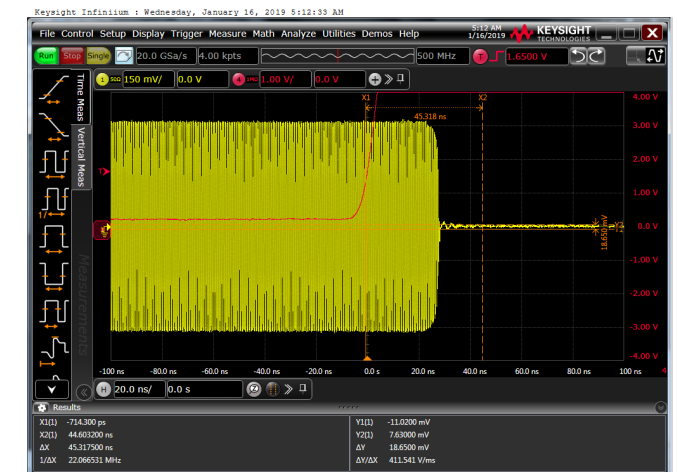 Keysight Infiniium : Wednesday, January 16, 2019 5:12:33 AM
File Control Setup Display Trigger Measure Math Analyze Utilities Demos Help
5:12 AM
1/16/2019
KEYSIGHT
TECHNOLOGIES
Run Stop Single 20.0 GSa/s 4.00 kpts 500 MHz T 1.6500 V
1 50Ω 150 mV/ 0.0 V 4 1.00 V/ 0.0 V
Time Meas
Vertical Meas
Measurements
X1 X2
45.318 ns
18.650 mV
4.00 V
3.00 V
2.00 V
1.00 V
0.0 V
-1.00 V
-2.00 V
-3.00 V
-4.00 V
-100 ns -80.0 ns -60.0 ns -40.0 ns -20.0 ns 0.0 s 20.0 ns 40.0 ns 60.0 ns 80.0 ns 100 ns 4
H 20.0 ns/ 0.0 s
Results
X1(1) -714.300 ps Y1(1) -11.0200 mV
X2(1) 44.603200 ns Y2(1) 7.63000 mV
ΔX 45.317500 ns ΔY 18.6500 mV
1/ΔX 22.066531 MHz ΔY/ΔX 411.541 V/ms